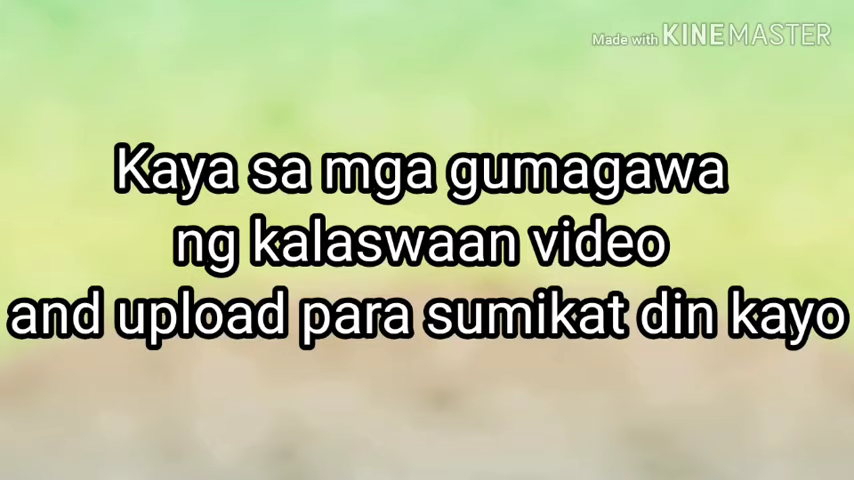 Made with KINEMASTER
Kaya sa mga gumagawa
ng kalaswaan video
and upload para sumikat din kayo